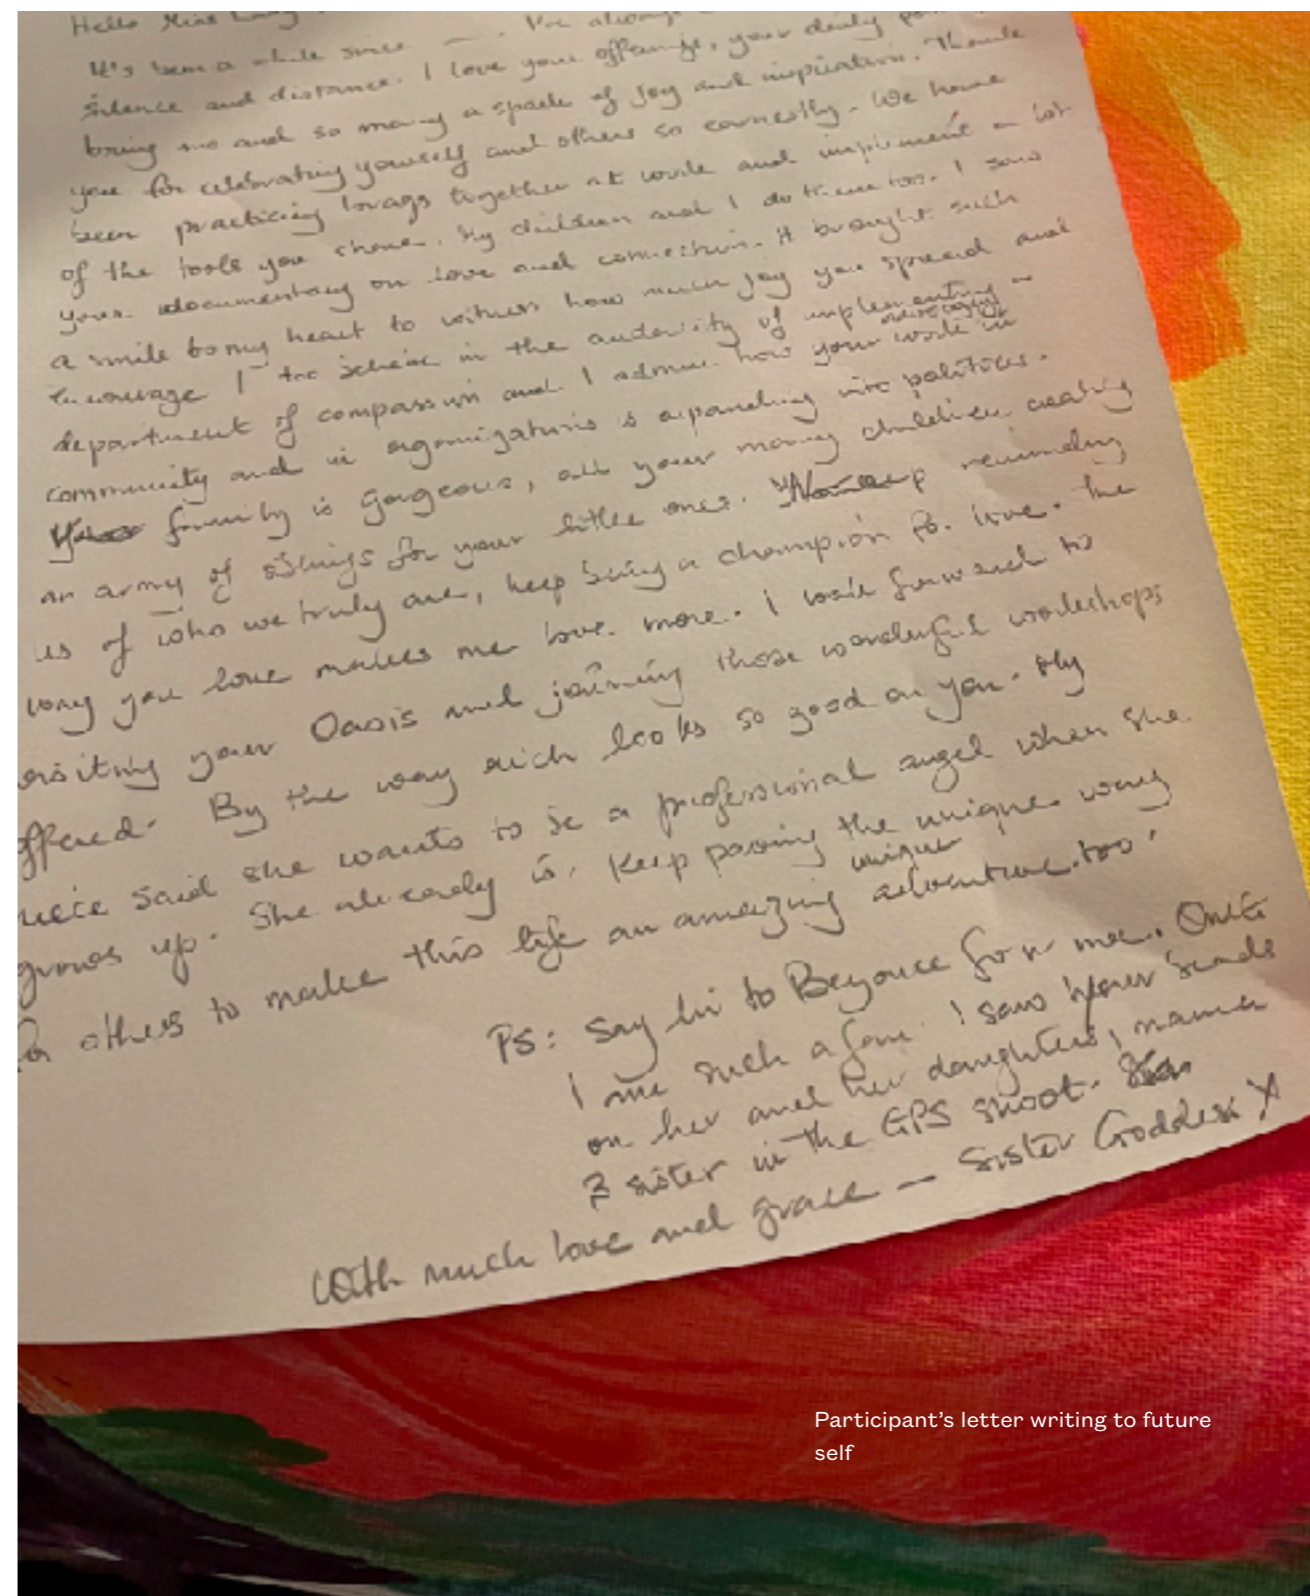 Hello Miss
It's been a while since — . You always
silence and distance. I love your offerings, your daily
bring me and so many a spark of joy and inspiration. Thank
you for celebrating yourself and others so earnestly. We have
been practicing together at work and implement a lot
of the tools you share. My children and I do them too. I saw
your documentary on love and connection. It brought such
a smile to my heart to witness how much joy you spread and
encourage I too in the audacity of implementing a
department of compassion and I admire how your work in
community and in organizations is expanding into politics.
family is gorgeous, all your many children creating
an army of siblings for your little ones. reminding
us of who we truly are, keep being a champion for love. The
way you love makes me love more. I look forward to
visiting your Oasis and joining those wonderful workshops
offered. By the way rich looks so good on you. My
niece said she wants to be a professional angel when she
grows up. She already is. Keep paving the unique way
unique
for others to make this life an amazing adventure too.
PS: Say hi to Beyonce for me.
I am such a fan. I saw your
on her and her daughters, mama
& sister in the GPS shoot.
With much love and grace — Sister Goddess X
Participant's letter writing to future
self